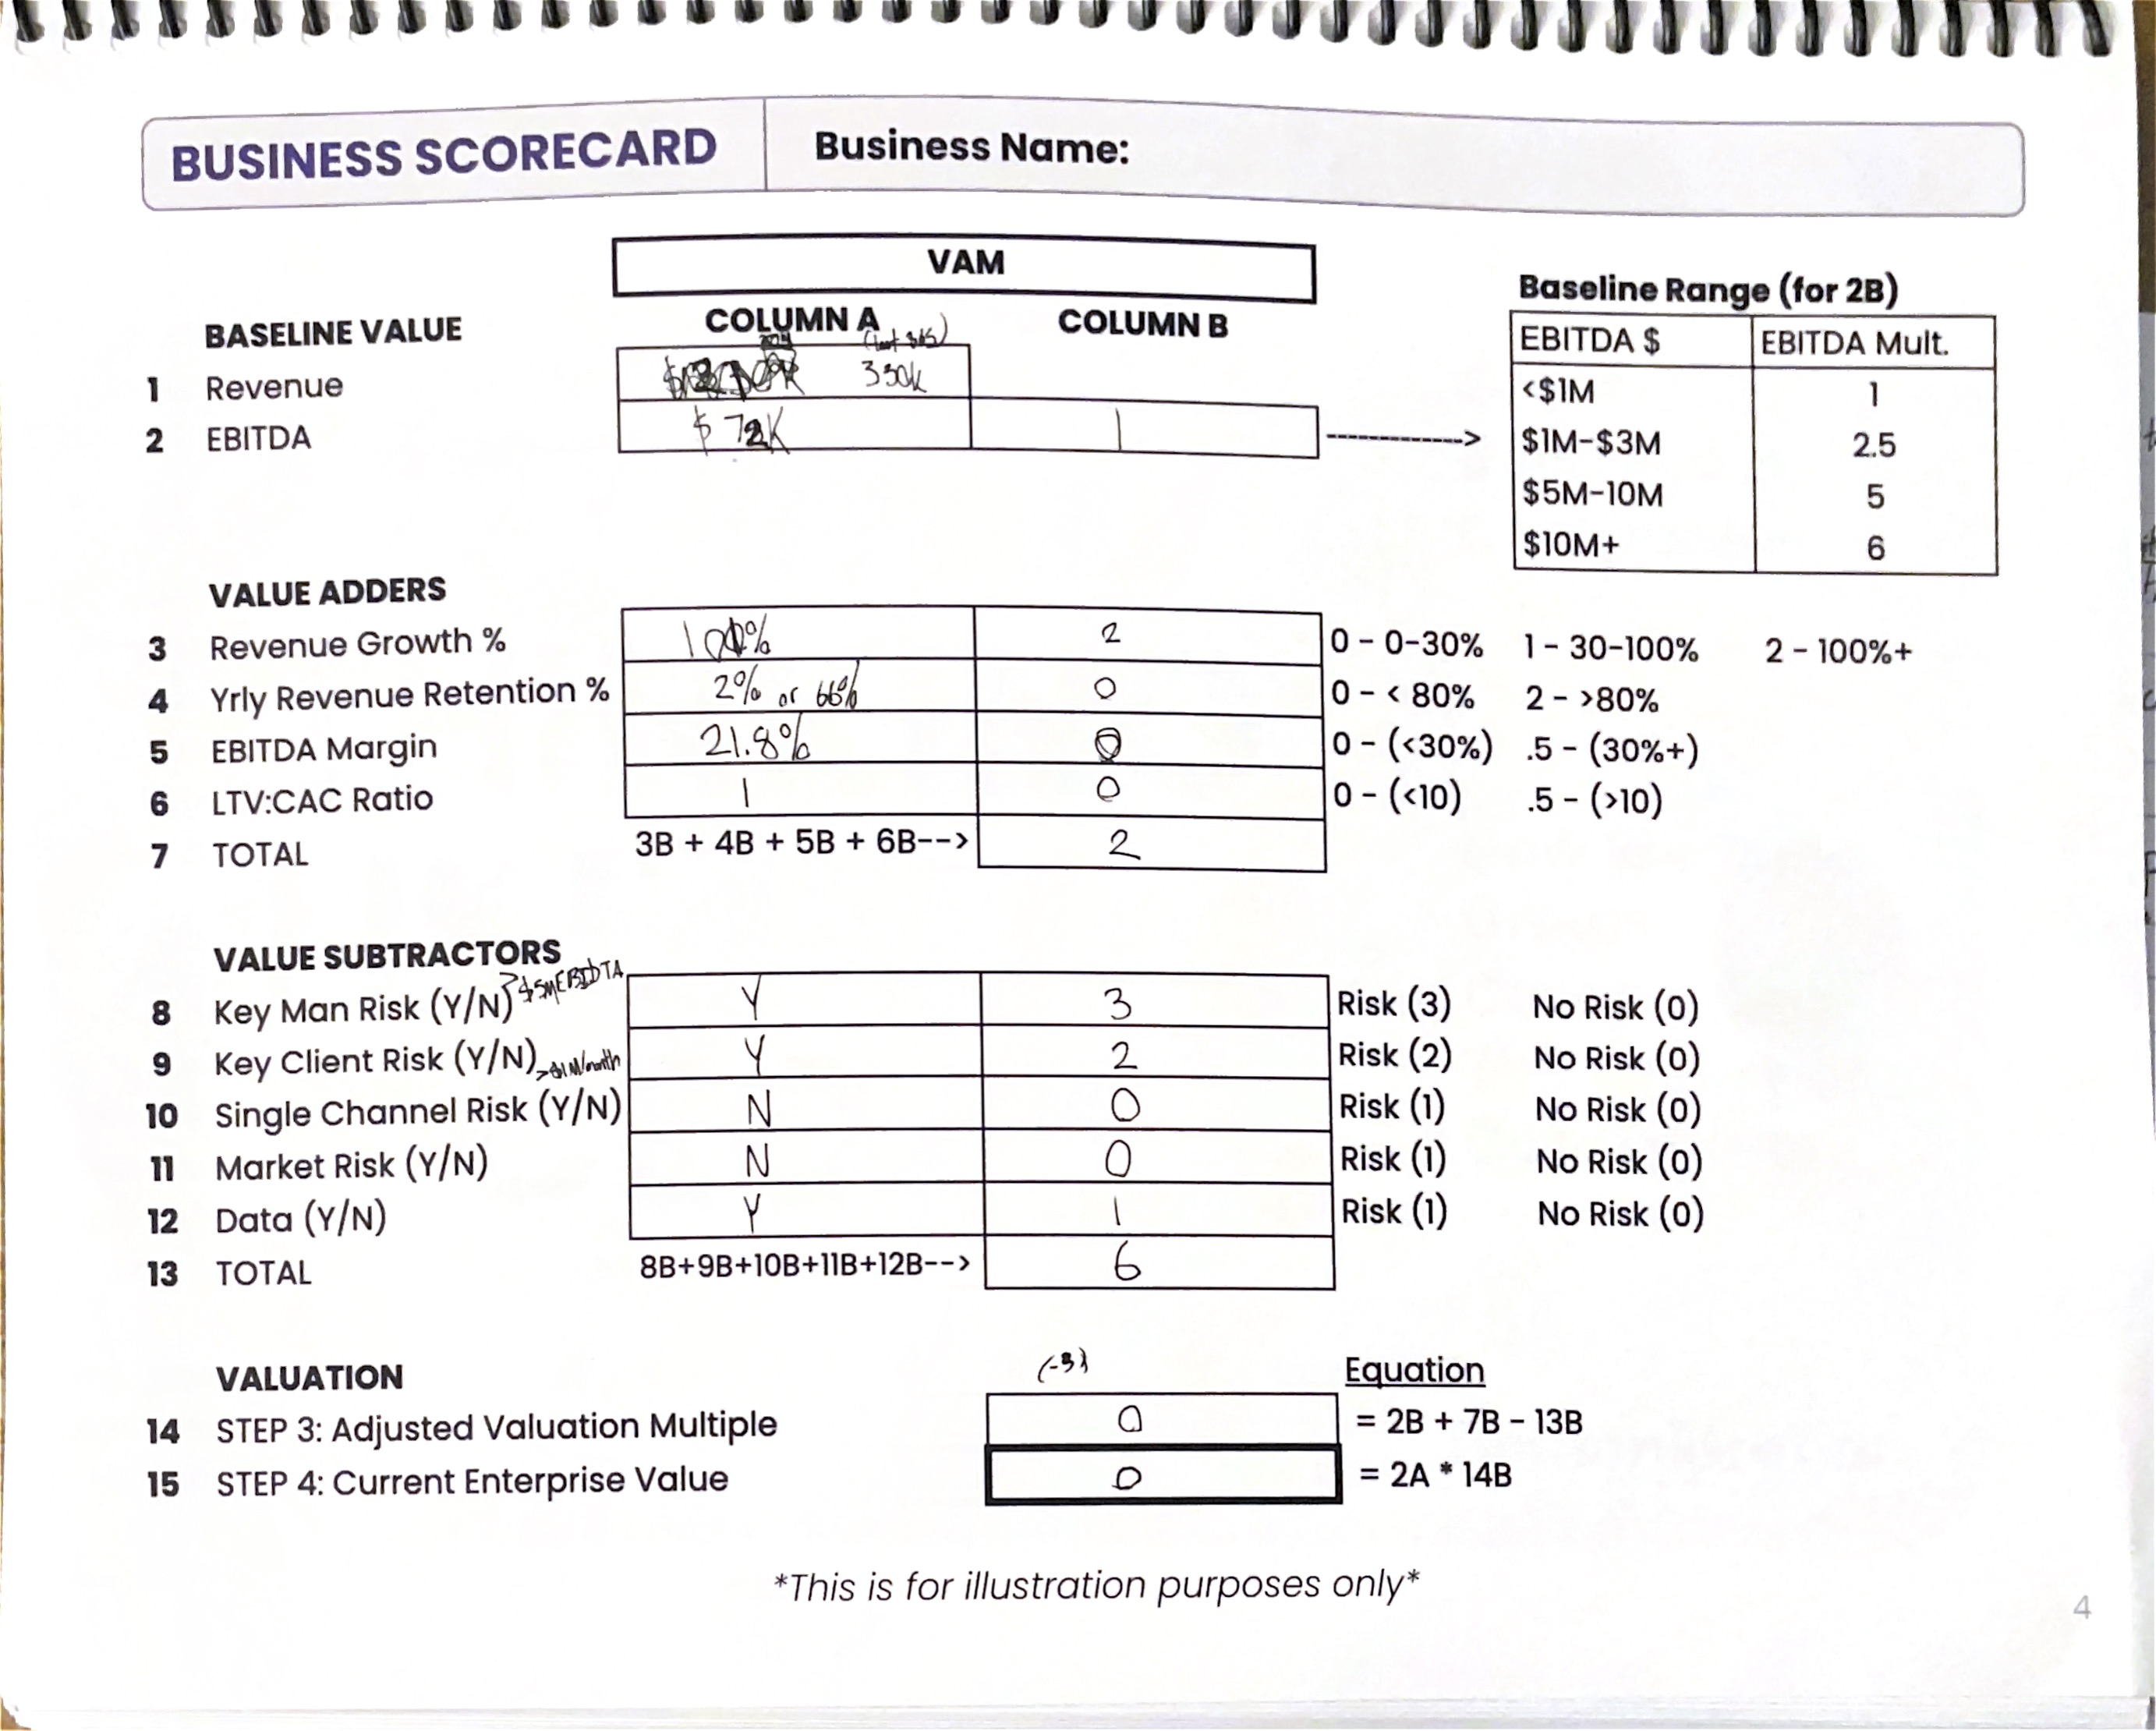 BUSINESS SCORECARD Business Name:
VAM
Baseline Range (for 2B)
BASELINE VALUE COLUMN A COLUMN B
EBITDA $ EBITDA Mult.
1 Revenue 330k
<$1M 1
2 EBITDA $72K 1 ------------->
$1M-$3M 2.5
$5M-10M 5
$10M+ 6
VALUE ADDERS
3 Revenue Growth % 2 0 - 0-30% 1 - 30-100% 2 - 100%+
4 Yrly Revenue Retention % 2% or 66% 0 0 - < 80% 2 - >80%
5 EBITDA Margin 21.8% 0 0 - (<30%) .5 - (30%+)
6 LTV:CAC Ratio 1 0 0 - (<10) .5 - (>10)
7 TOTAL 3B + 4B + 5B + 6B--> 2
VALUE SUBTRACTORS
8 Key Man Risk (Y/N) >$5M EBIDTA Y 3 Risk (3) No Risk (0)
9 Key Client Risk (Y/N) >$1M/month Y 2 Risk (2) No Risk (0)
10 Single Channel Risk (Y/N) N 0 Risk (1) No Risk (0)
11 Market Risk (Y/N) N 0 Risk (1) No Risk (0)
12 Data (Y/N) Y 1 Risk (1) No Risk (0)
13 TOTAL 8B+9B+10B+11B+12B--> 6
VALUATION (-3) Equation
14 STEP 3: Adjusted Valuation Multiple 0 = 2B + 7B - 13B
15 STEP 4: Current Enterprise Value 0 = 2A * 14B
*This is for illustration purposes only*
4